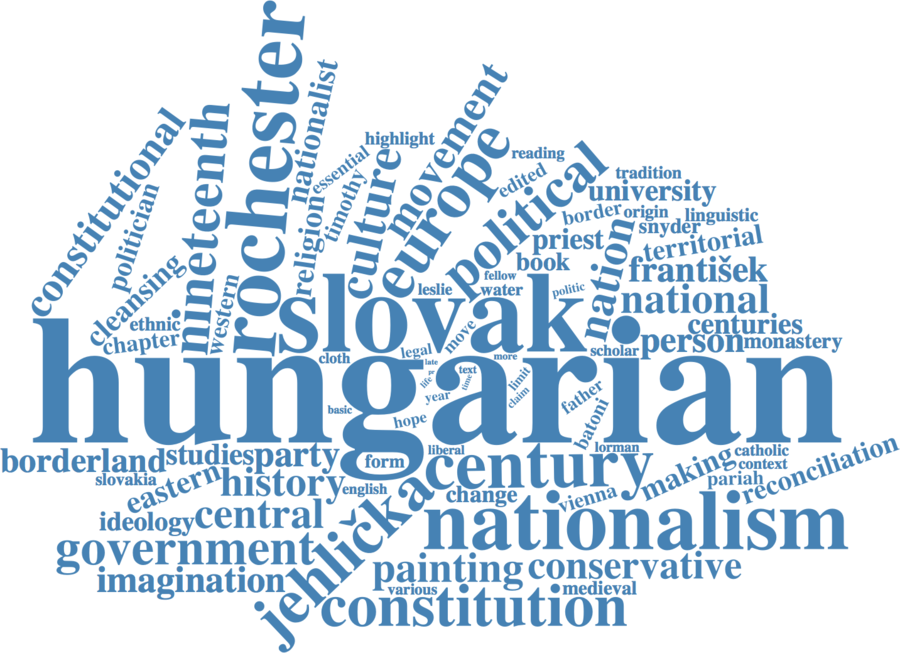 rochester
nationalist
movement
highlight
constitutional
nineteenth
essential
timothy
culture
europe
reading
edited
political
tradition
university
politician
religion
border
origin
linguistic
snyder
priest
nation
territorial
cleansing
western
book
františek
fellow
water
leslie
politic
national
ethnic
chapter
slovak
move
centuries
person
monastery
scholar
cloth
legal
more
late
hungarian
text
time
life
pr
limit
claim
year
father
basic
hope
batoni
borderland
studies
party
form
liberal
lorman
century
making
catholic
context
reconciliation
pariah
slovakia
eastern
history
english
change
vienna
ideology
central
jehlička
nationalism
government
imagination
painting
conservative
various
medieval
constitution